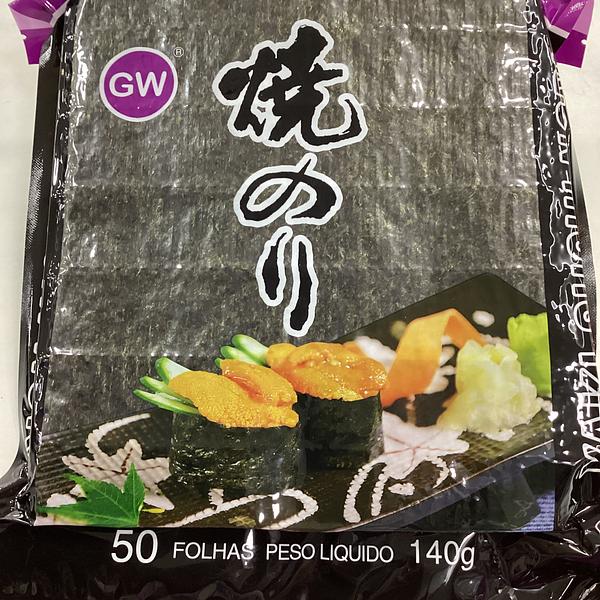 GW®
焼のり
50 FOLHAS PESO LIQUIDO 140g